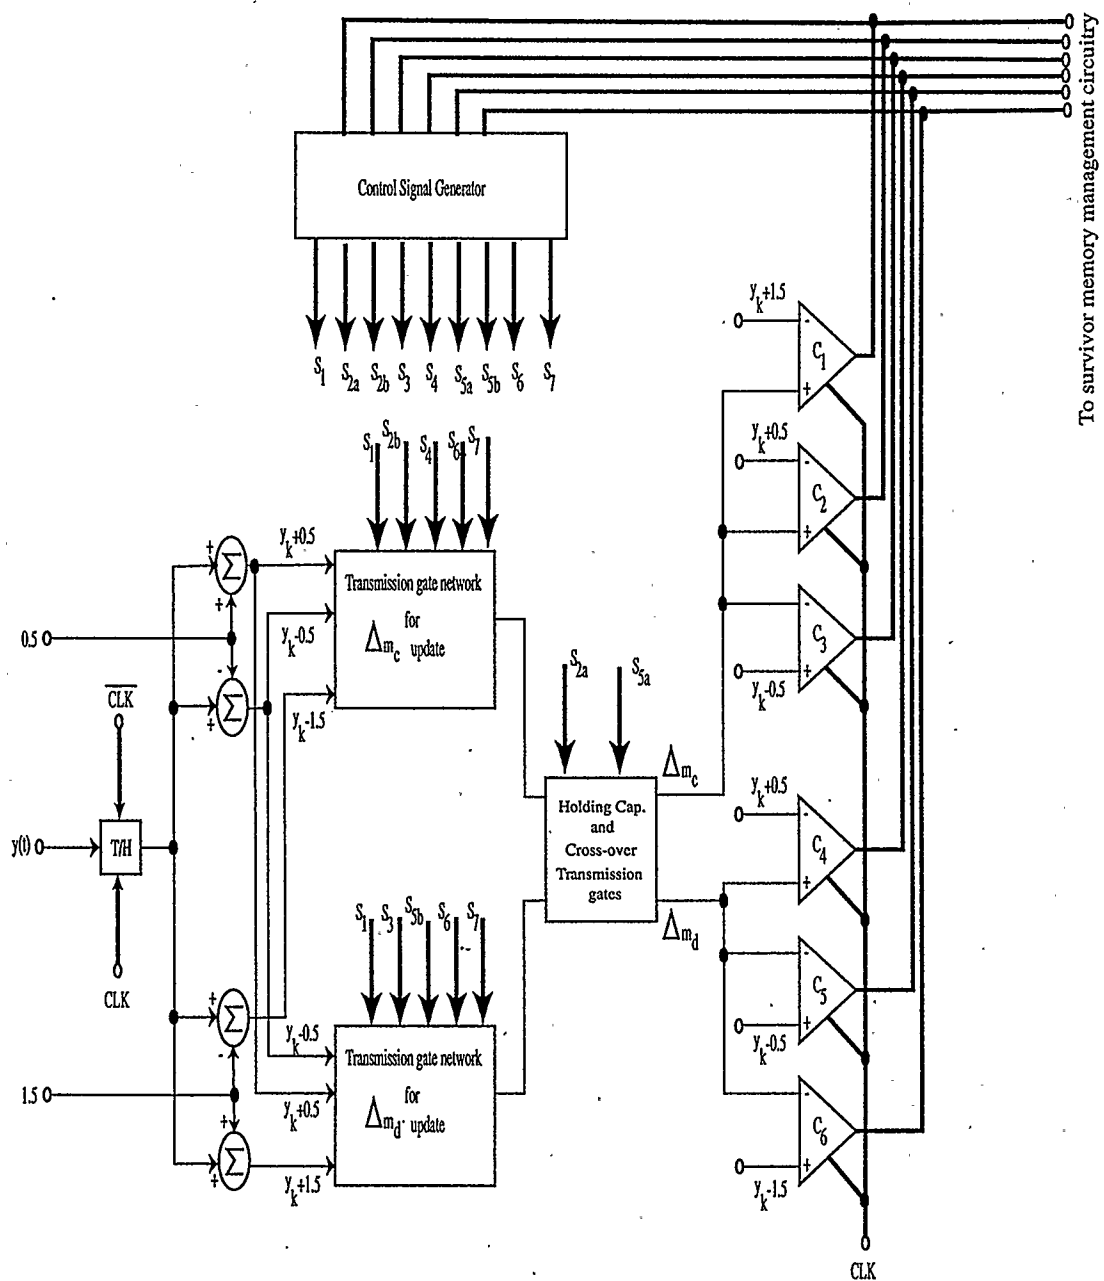 To survivor memory management circuitry
Control Signal Generator
S1 S2a S2b S3 S4 S5a S5b S6 S7
yk+1.5
-
C1
+
S1 S2b S4 S6 S7
yk+0.5
-
C2
+
+
Σ
yk+0.5
Transmission gate network
for
Δmc update
+
0.5
yk-0.5
-
Σ
+
yk-1.5
-
C3
+
yk-0.5
S2a S5a
CLK
Δmc
y(t)
T/H
CLK
Holding Cap.
and
Cross-over
Transmission
gates
yk+0.5
-
C4
+
Δmd
S1 S3 S5b S6 S7
-
C5
+
yk-0.5
+
Σ
-
yk-0.5
Transmission gate network
for
Δmd. update
1.5
yk+0.5
+
Σ
+
yk+1.5
-
C6
+
yk-1.5
CLK